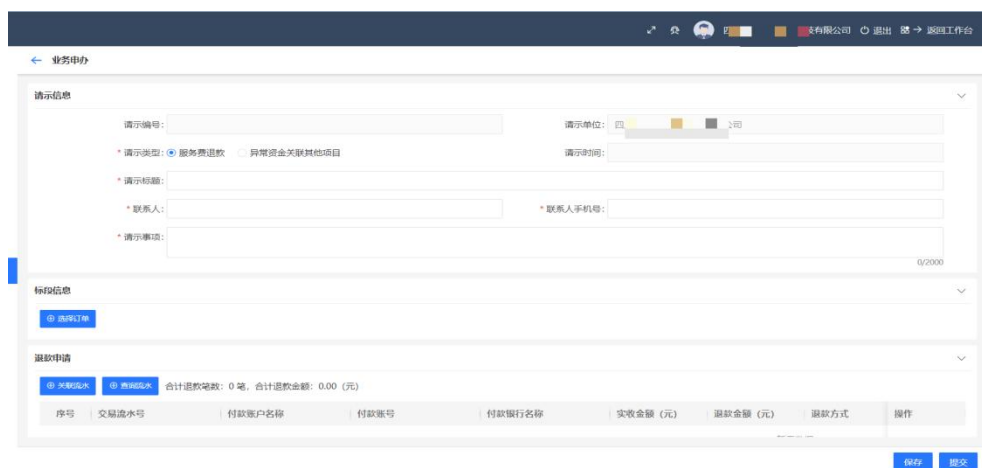 有限公司 退出 返回工作台
业务申办
请示信息
请示编号: 请示单位: 四 公司
* 请示类型: 服务费退款 异常资金关联其他项目 请示时间:
* 请示标题:
* 联系人: * 联系人手机号:
* 请示事项:
0/2000
标段信息
选择订单
退款申请
关联流水 查询流水 合计退款笔数: 0 笔, 合计退款金额: 0.00 (元)
序号 交易流水号 付款账户名称 付款账号 付款银行名称 实收金额 (元) 退款金额 (元) 退款方式 操作
保存 提交